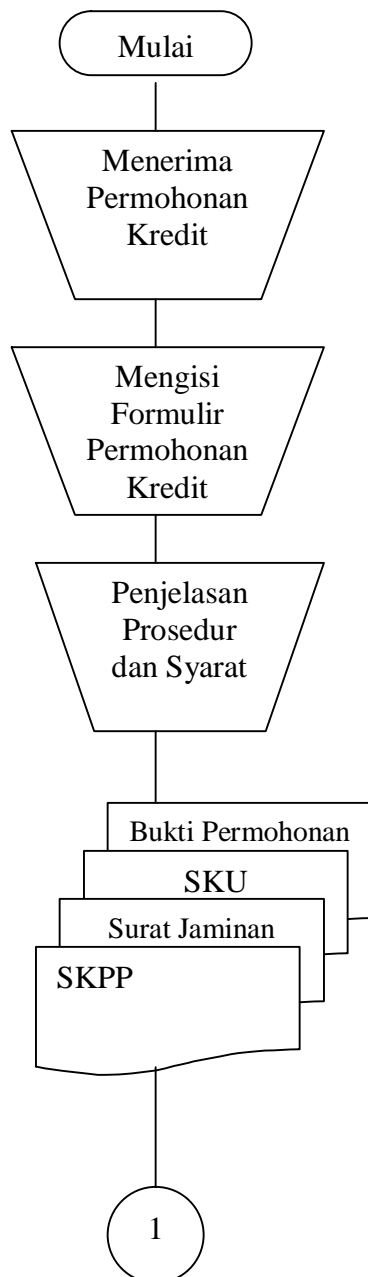 Mulai
Menerima
Permohonan
Kredit
Mengisi
Formulir
Permohonan
Kredit
Penjelasan
Prosedur
dan Syarat
Bukti Permohonan
SKU
Surat Jaminan
SKPP
1